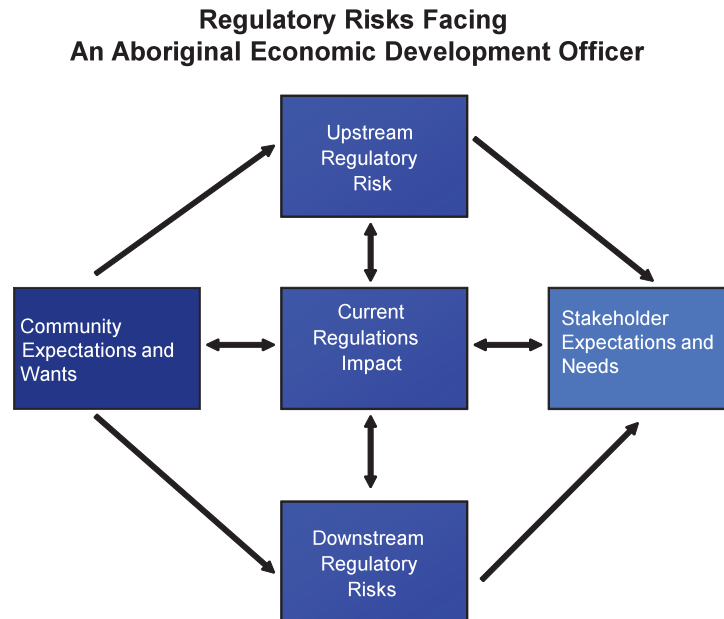 Regulatory Risks Facing
An Aboriginal Economic Development Officer
Upstream
Regulatory
Risk
Community
Expectations and
Wants
Current
Regulations
Impact
Stakeholder
Expectations and
Needs
Downstream
Regulatory
Risks